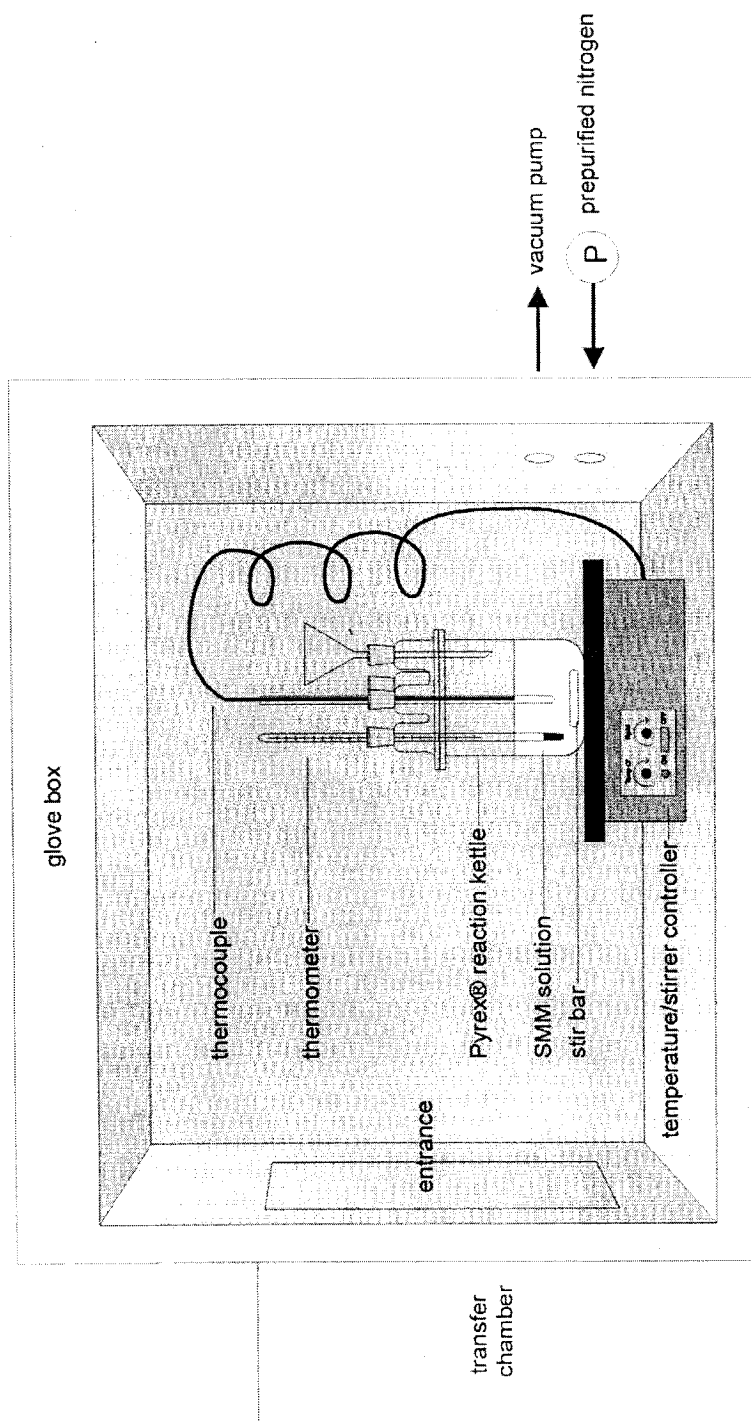 glove box
thermocouple
thermometer
Pyrex® reaction kettle
SMM solution
stir bar
temperature/stirrer controller
entrance
transfer
chamber
vacuum pump
P
prepurified nitrogen